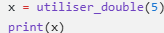 x = utiliser_double(5)
print(x)